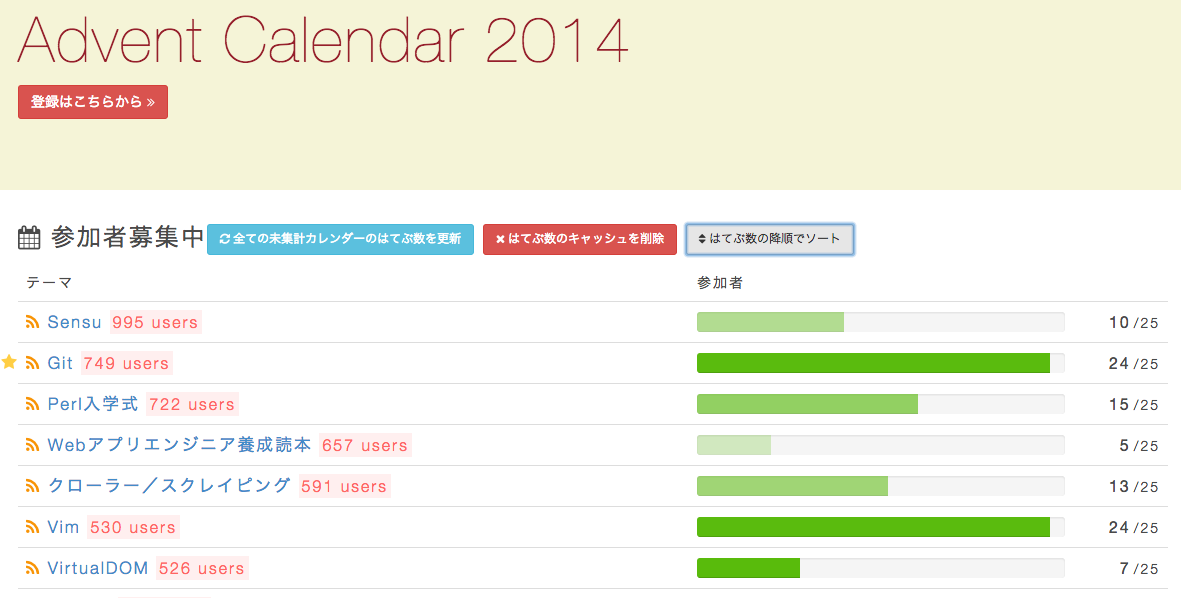 Advent Calendar 2014
登録はこちらから »
参加者募集中 全ての未集計カレンダーのはてぶ数を更新 × はてぶ数のキャッシュを削除 はてぶ数の降順でソート
テーマ 参加者
Sensu 995 users 10 /25
Git 749 users 24 /25
Perl入学式 722 users 15 /25
Webアプリエンジニア養成読本 657 users 5 /25
クローラー／スクレイピング 591 users 13 /25
Vim 530 users 24 /25
VirtualDOM 526 users 7 /25